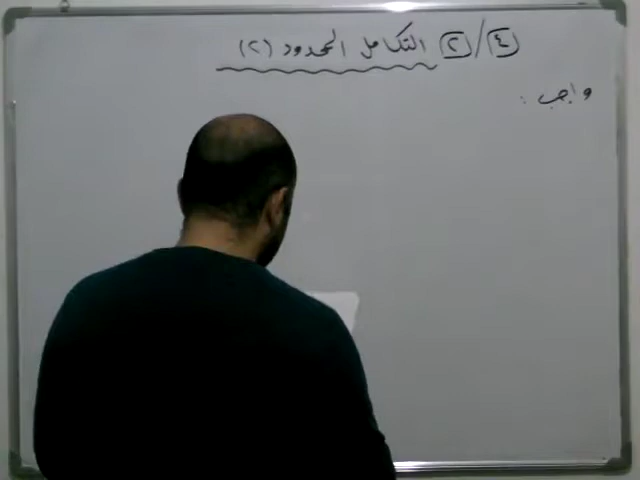 ٤/٢ التكامل المحدود (٢)
واجب :